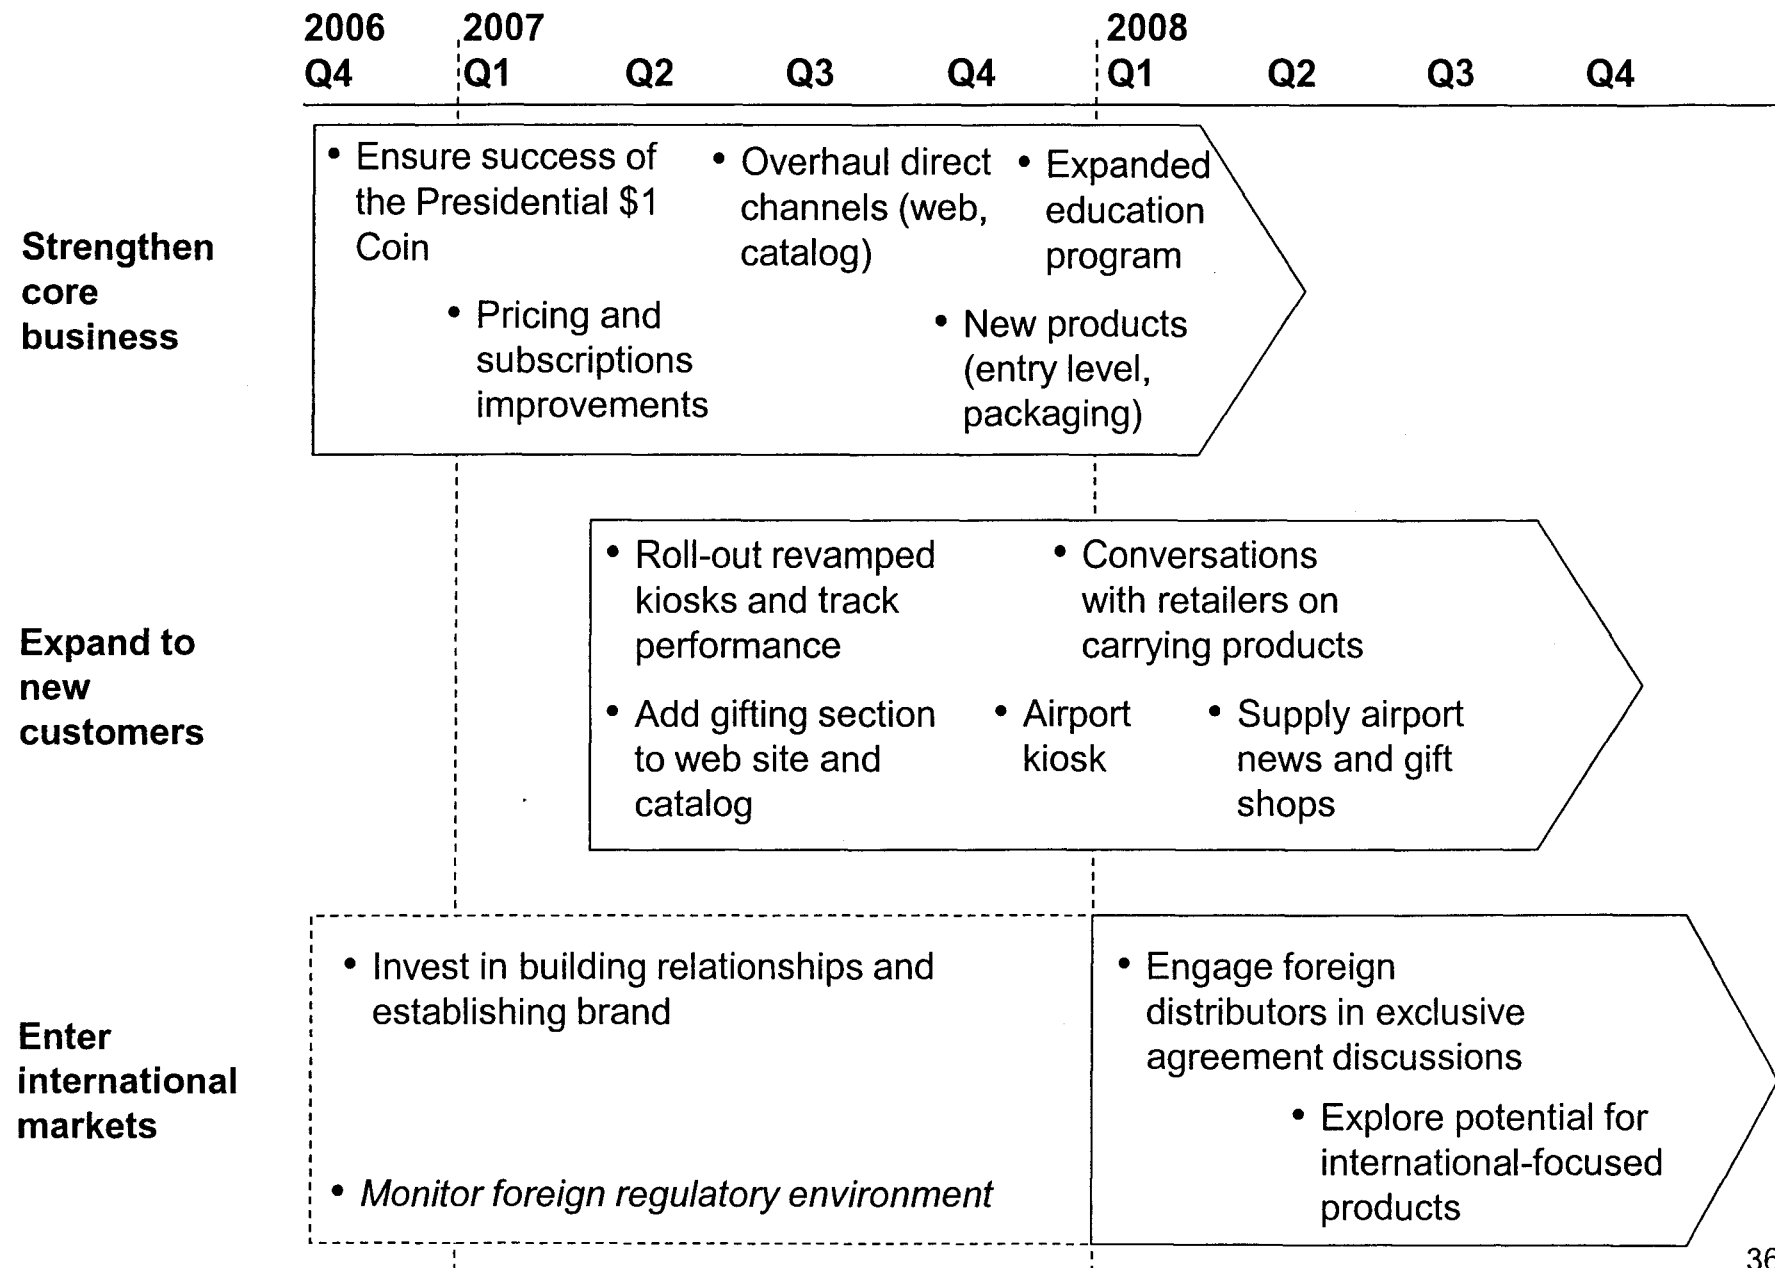 2006 2007 2008
Q4 Q1 Q2 Q3 Q4 Q1 Q2 Q3 Q4
Strengthen
core
business
• Ensure success of
the Presidential $1
Coin
• Pricing and
subscriptions
improvements
• Overhaul direct
channels (web,
catalog)
• Expanded
education
program
• New products
(entry level,
packaging)
Expand to
new
customers
• Roll-out revamped
kiosks and track
performance
• Conversations
with retailers on
carrying products
• Add gifting section
to web site and
catalog
• Airport
kiosk
• Supply airport
news and gift
shops
Enter
international
markets
• Invest in building relationships and
establishing brand
• Monitor foreign regulatory environment
• Engage foreign
distributors in exclusive
agreement discussions
• Explore potential for
international-focused
products
36